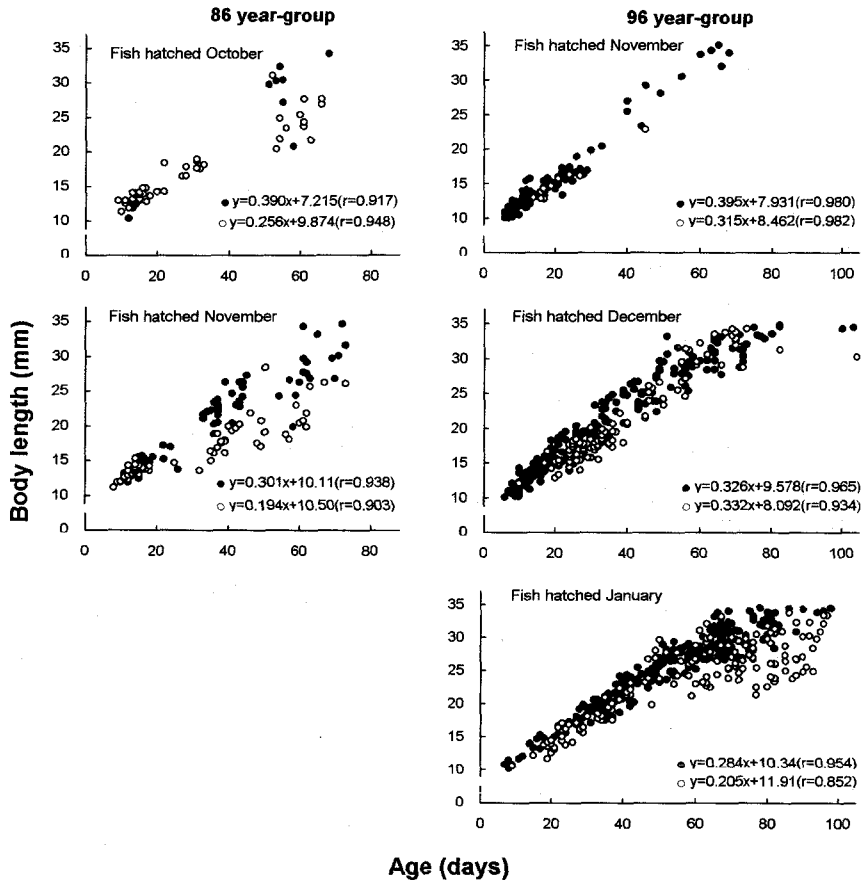 86 year-group
96 year-group
Fish hatched October
35
30
25
20
15
10
0
● y=0.390x+7.215(r=0.917)
○ y=0.256x+9.874(r=0.948)
0 20 40 60 80
Fish hatched November
35
30
25
20
15
10
0
● y=0.395x+7.931(r=0.980)
○ y=0.315x+8.462(r=0.982)
0 20 40 60 80 100
Fish hatched November
35
30
25
20
15
10
0
● y=0.301x+10.11(r=0.938)
○ y=0.194x+10.50(r=0.903)
0 20 40 60 80
Fish hatched December
35
30
25
20
15
10
0
● y=0.326x+9.578(r=0.965)
○ y=0.332x+8.092(r=0.934)
0 20 40 60 80 100
Fish hatched January
35
30
25
20
15
10
0
● y=0.284x+10.34(r=0.954)
○ y=0.205x+11.91(r=0.852)
0 20 40 60 80 100
Body length (mm)
Age (days)